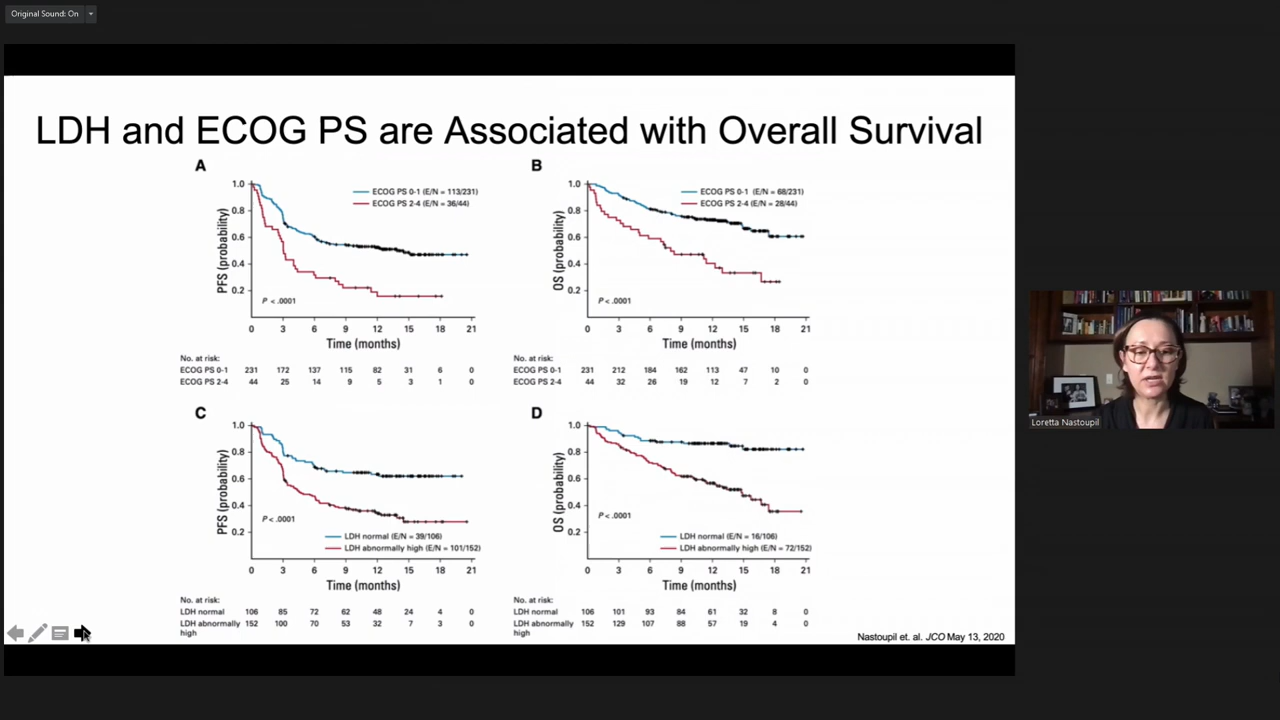 Original Sound: On
LDH and ECOG PS are Associated with Overall Survival
A
1.0
0.8
0.6
0.4
0.2
PFS (probability)
ECOG PS 0-1 (E/N = 113/231)
ECOG PS 2-4 (E/N = 36/44)
P < .0001
0 3 6 9 12 15 18 21
Time (months)
No. at risk:
ECOG PS 0-1 231 172 137 115 82 31 6 0
ECOG PS 2-4 44 25 14 9 5 3 1 0
B
1.0
0.8
0.6
0.4
0.2
OS (probability)
ECOG PS 0-1 (E/N = 68/231)
ECOG PS 2-4 (E/N = 28/44)
P < .0001
0 3 6 9 12 15 18 21
Time (months)
No. at risk:
ECOG PS 0-1 231 212 184 162 113 47 10 0
ECOG PS 2-4 44 32 26 19 12 7 2 0
C
1.0
0.8
0.6
0.4
0.2
PFS (probability)
P < .0001
LDH normal (E/N = 39/106)
LDH abnormally high (E/N = 101/152)
0 3 6 9 12 15 18 21
Time (months)
No. at risk:
LDH normal 106 85 72 62 48 24 4 0
LDH abnormally 152 100 70 53 32 7 3 0
high
D
1.0
0.8
0.6
0.4
0.2
OS (probability)
P < .0001
LDH normal (E/N = 16/106)
LDH abnormally high (E/N = 72/152)
0 3 6 9 12 15 18 21
Time (months)
No. at risk:
LDH normal 106 101 93 84 61 32 8 0
LDH abnormally 152 129 107 88 57 19 4 0
high
Nastoupil et. al. JCO May 13, 2020
Loretta Nastoupil